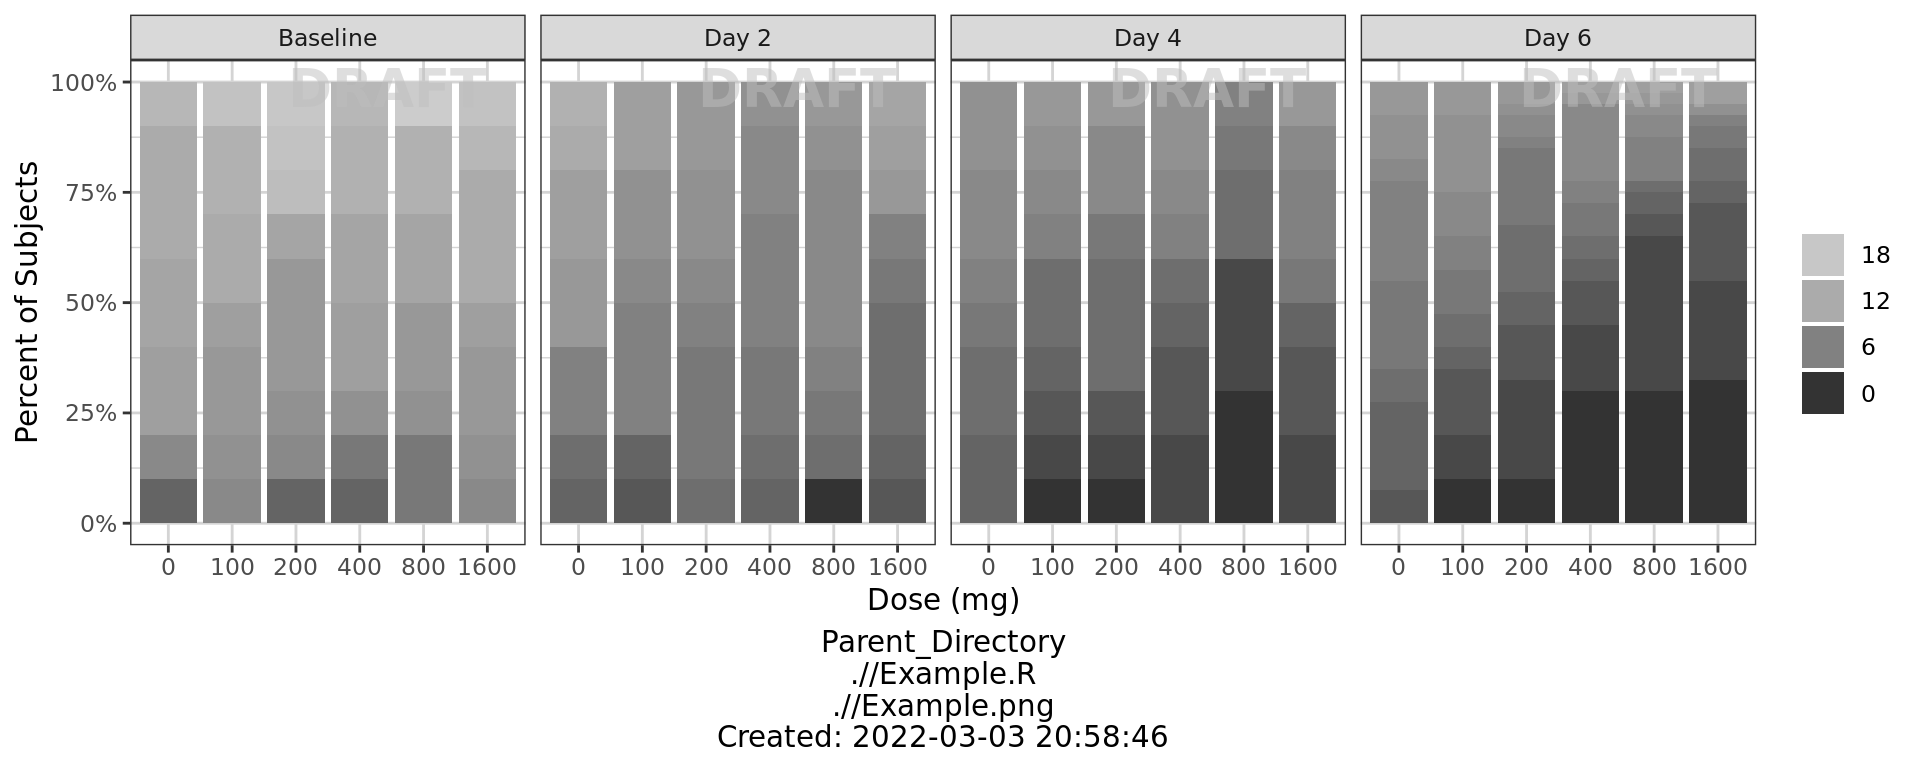 Baseline Day 2 Day 4 Day 6
DRAFT DRAFT DRAFT DRAFT
Percent of Subjects
100%
75%
50%
25%
0%
0 100 200 400 800 1600 0 100 200 400 800 1600 0 100 200 400 800 1600 0 100 200 400 800 1600
Dose (mg)
18
12
6
0
Parent_Directory
.//Example.R
.//Example.png
Created: 2022-03-03 20:58:46